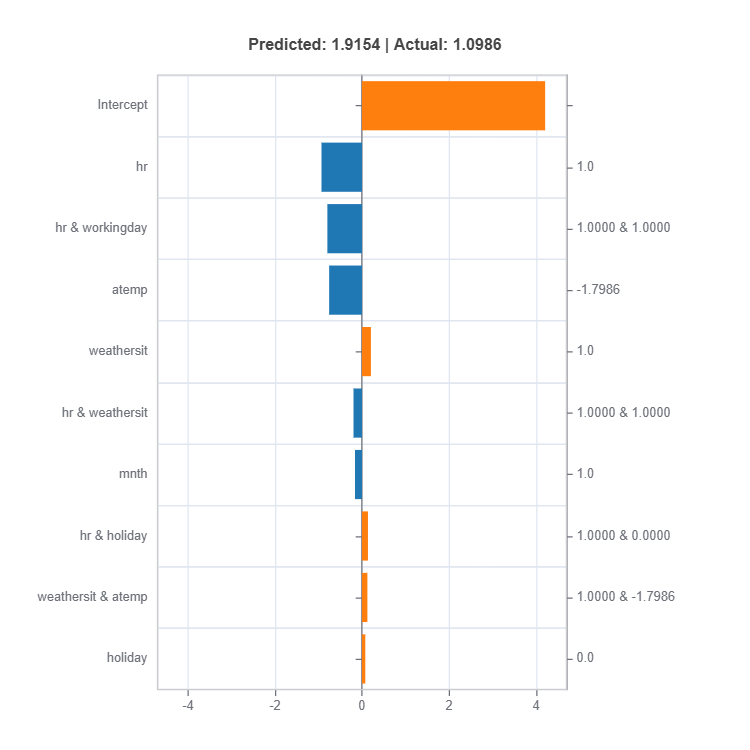 Predicted: 1.9154 | Actual: 1.0986
Intercept
hr 1.0
hr & workingday 1.0000 & 1.0000
atemp -1.7986
weathersit 1.0
hr & weathersit 1.0000 & 1.0000
mnth 1.0
hr & holiday 1.0000 & 0.0000
weathersit & atemp 1.0000 & -1.7986
holiday 0.0
-4 -2 0 2 4